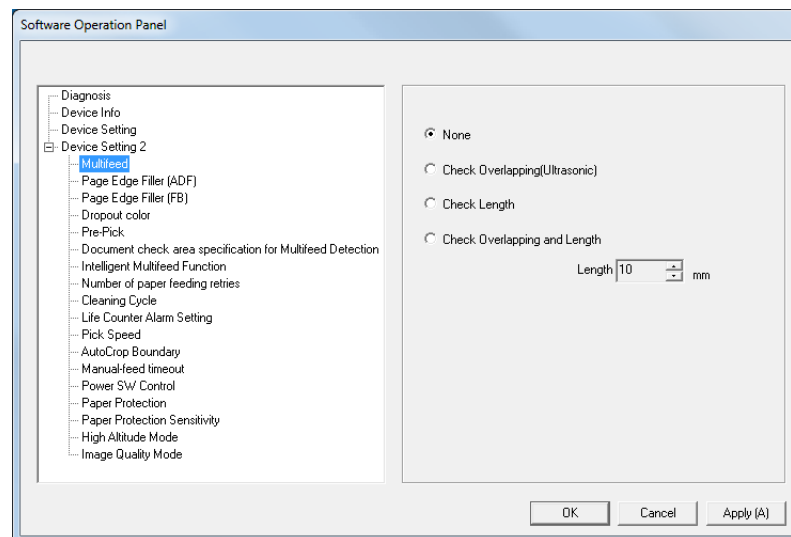 Software Operation Panel
Diagnosis
Device Info
Device Setting
Device Setting 2
Multifeed
Page Edge Filler (ADF)
Page Edge Filler (FB)
Dropout color
Pre-Pick
Document check area specification for Multifeed Detection
Intelligent Multifeed Function
Number of paper feeding retries
Cleaning Cycle
Life Counter Alarm Setting
Pick Speed
AutoCrop Boundary
Manual-feed timeout
Power SW Control
Paper Protection
Paper Protection Sensitivity
High Altitude Mode
Image Quality Mode
None
Check Overlapping(Ultrasonic)
Check Length
Check Overlapping and Length
Length 10 mm
OK Cancel Apply (A)